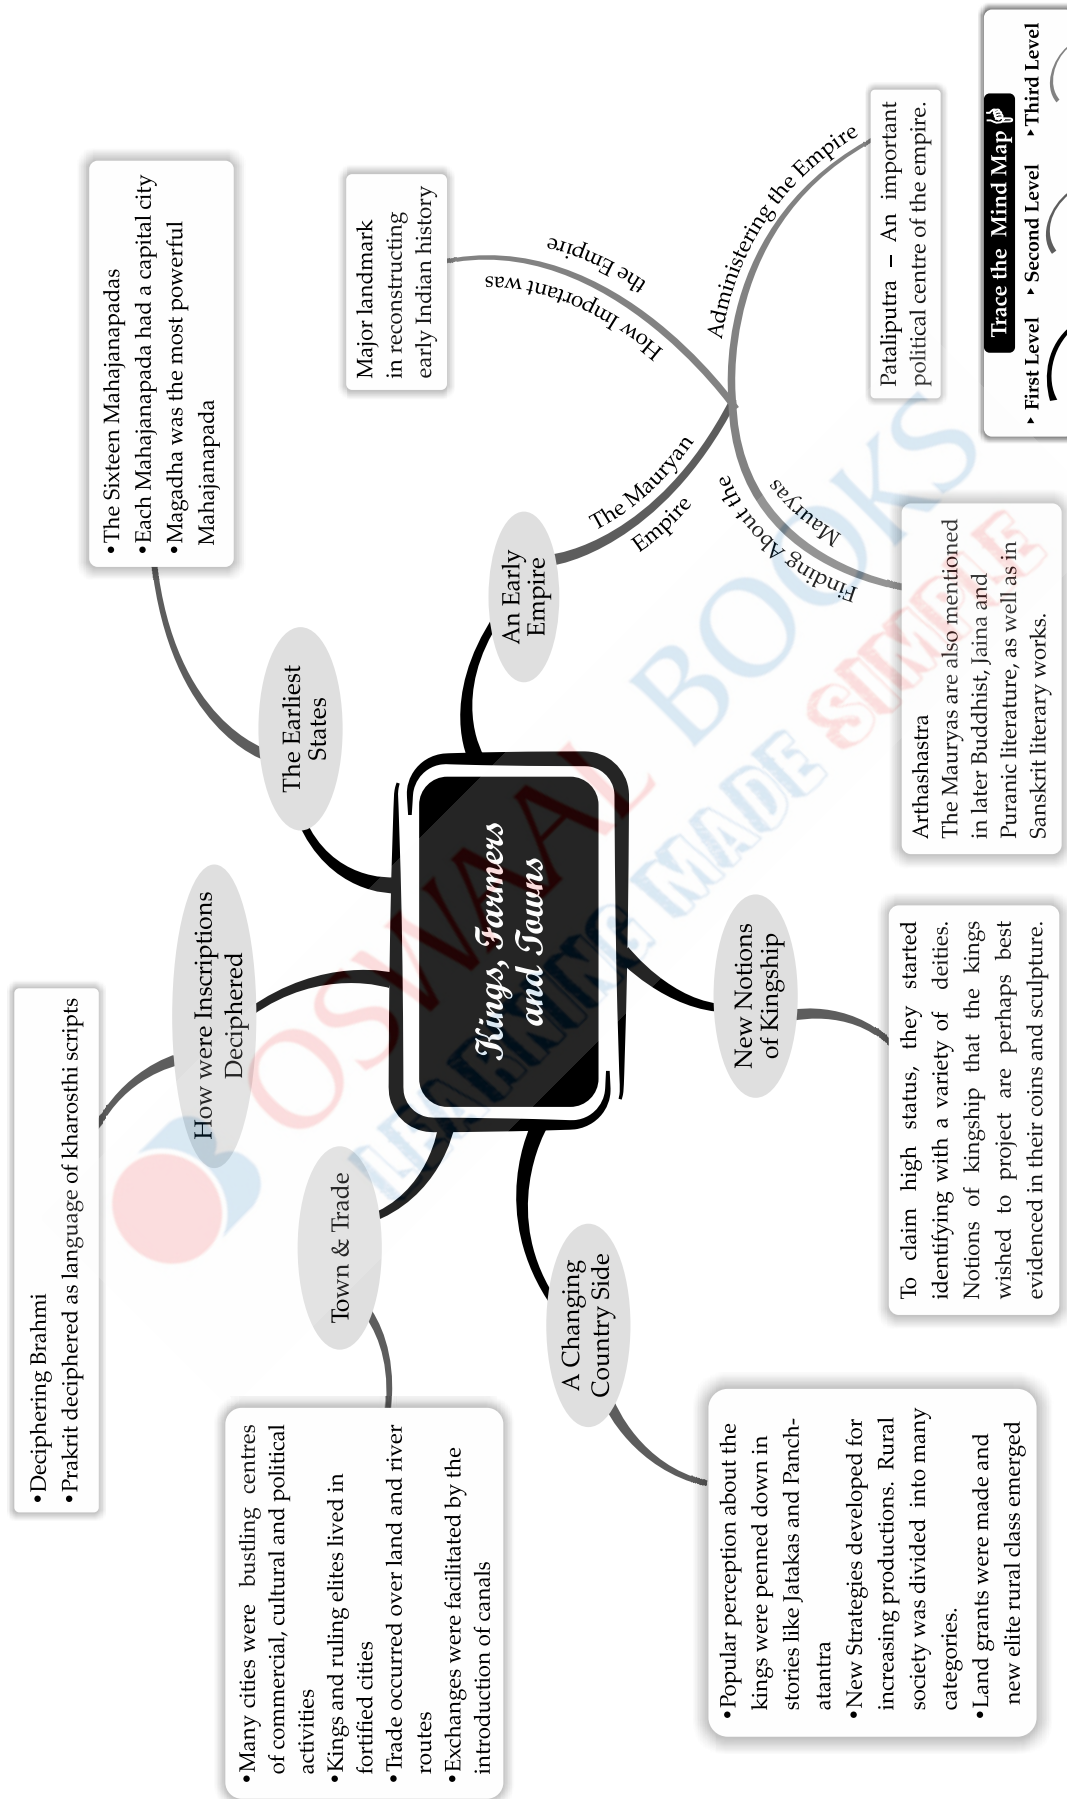 Kings, Farmers
and Towns
How were Inscriptions
Deciphered
•Deciphering Brahmi
•Prakrit deciphered as language of kharosthi scripts
The Earliest
States
•The Sixteen Mahajanapadas
•Each Mahajanapada had a capital city
•Magadha was the most powerful
Mahajanapada
An Early
Empire
The Mauryan
Empire
How Important was
the Empire
Major landmark
in reconstructing
early Indian history
Administering the Empire
Pataliputra – An important
political centre of the empire.
Finding About the
Mauryas
Arthashastra
The Mauryas are also mentioned
in later Buddhist, Jaina and
Puranic literature, as well as in
Sanskrit literary works.
New Notions
of Kingship
To claim high status, they started
identifying with a variety of deities.
Notions of kingship that the kings
wished to project are perhaps best
evidenced in their coins and sculpture.
A Changing
Country Side
•Popular perception about the
kings were penned down in
stories like Jatakas and Panch-
atantra
•New Strategies developed for
increasing productions. Rural
society was divided into many
categories.
•Land grants were made and
new elite rural class emerged
Town & Trade
•Many cities were bustling centres
of commercial, cultural and political
activities
•Kings and ruling elites lived in
fortified cities
•Trade occurred over land and river
routes
•Exchanges were facilitated by the
introduction of canals
Trace the Mind Map
▸ First Level ▸ Second Level ▸ Third Level
OSWAAL BOOKS
LEARNING MADE SIMPLE